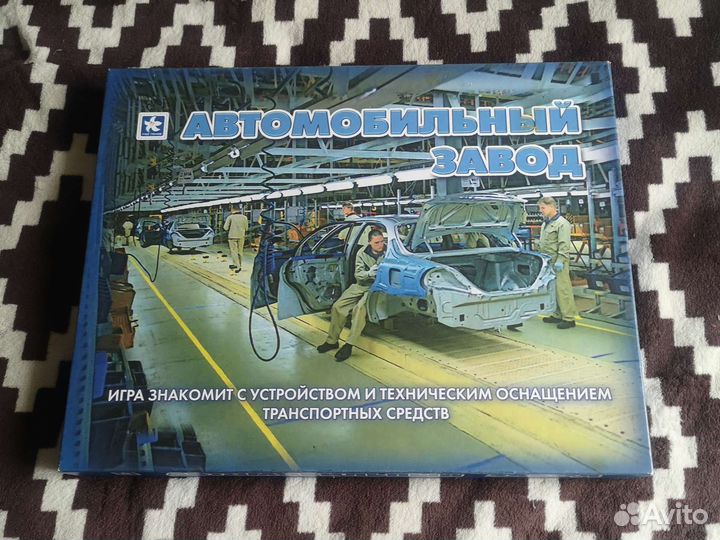 АВТОМОБИЛЬНЫЙ
ЗАВОД
ИГРА ЗНАКОМИТ С УСТРОЙСТВОМ И ТЕХНИЧЕСКИМ ОСНАЩЕНИЕМ
ТРАНСПОРТНЫХ СРЕДСТВ
Avito